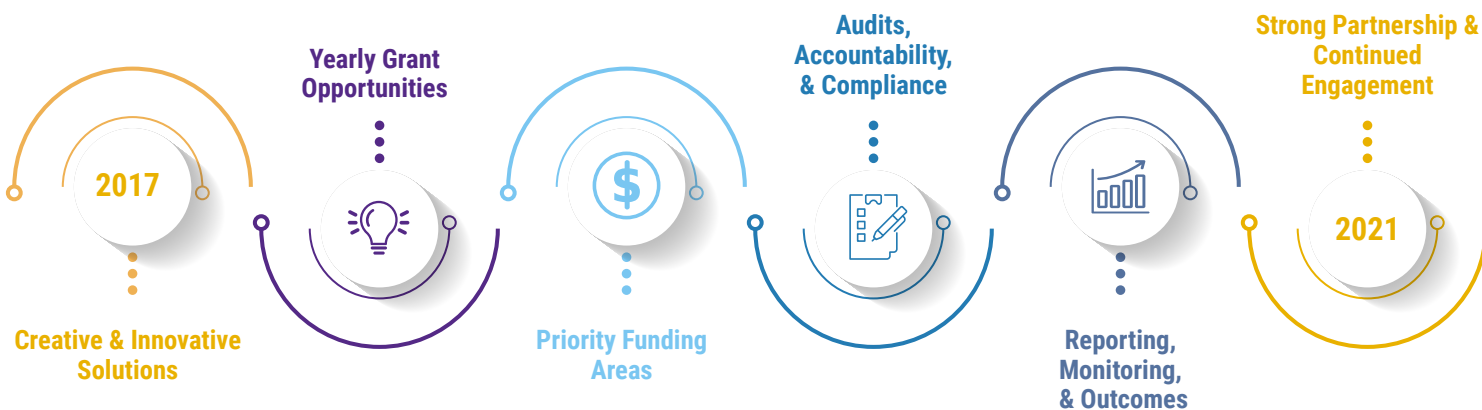 2017
Creative & Innovative
Solutions
Yearly Grant
Opportunities
$
Priority Funding
Areas
Audits,
Accountability,
& Compliance
Reporting,
Monitoring,
& Outcomes
Strong Partnership &
Continued
Engagement
2021